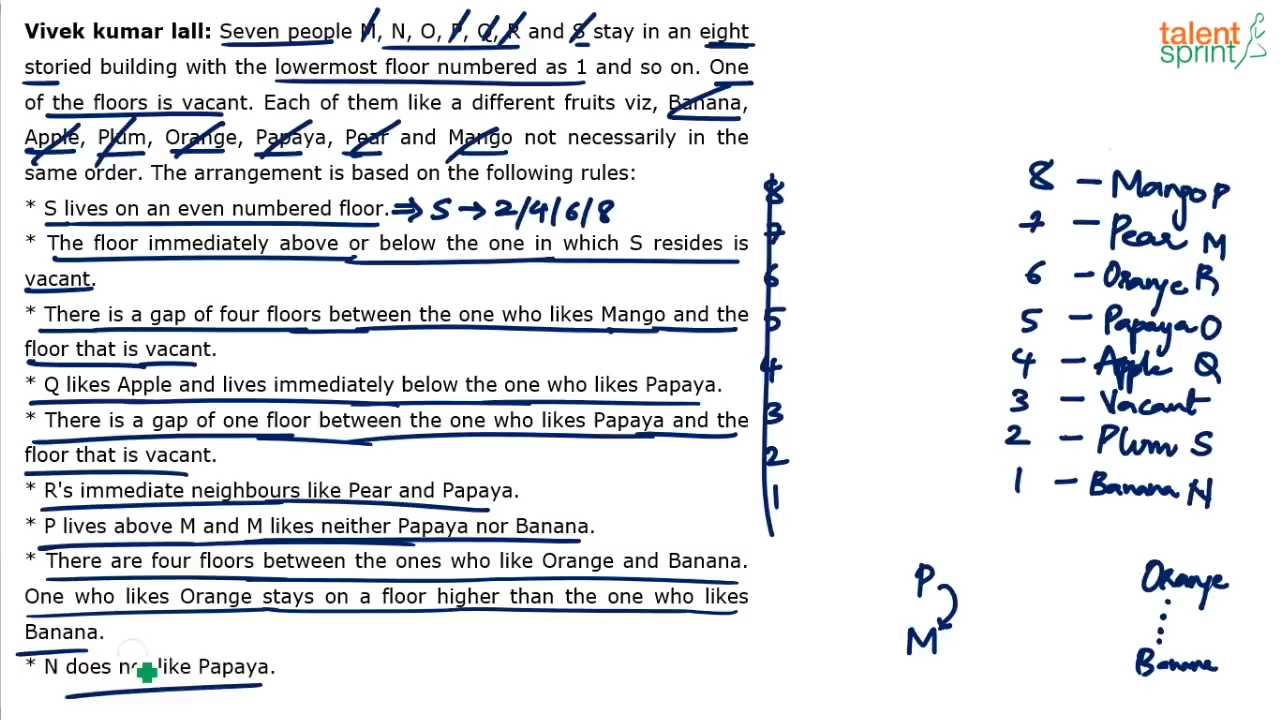 Vivek kumar lall: Seven people M, N, O, P, Q, R and S stay in an eight
storied building with the lowermost floor numbered as 1 and so on. One
of the floors is vacant. Each of them like a different fruits viz, Banana,
Apple, Plum, Orange, Papaya, Pear and Mango not necessarily in the
same order. The arrangement is based on the following rules:
* S lives on an even numbered floor. ⇒ S → 2/4/6/8
* The floor immediately above or below the one in which S resides is
vacant.
* There is a gap of four floors between the one who likes Mango and the
floor that is vacant.
* Q likes Apple and lives immediately below the one who likes Papaya.
* There is a gap of one floor between the one who likes Papaya and the
floor that is vacant.
* R's immediate neighbours like Pear and Papaya.
* P lives above M and M likes neither Papaya nor Banana.
* There are four floors between the ones who like Orange and Banana.
One who likes Orange stays on a floor higher than the one who likes
Banana.
* N does not like Papaya.
talent
sprint
8
7
6
5
4
3
2
1
8 – Mango P
7 – Pear M
6 – Orange R
5 – Papaya O
4 – Apple Q
3 – Vacant
2 – Plum S
1 – Banana N
P
M
Orange
Banana